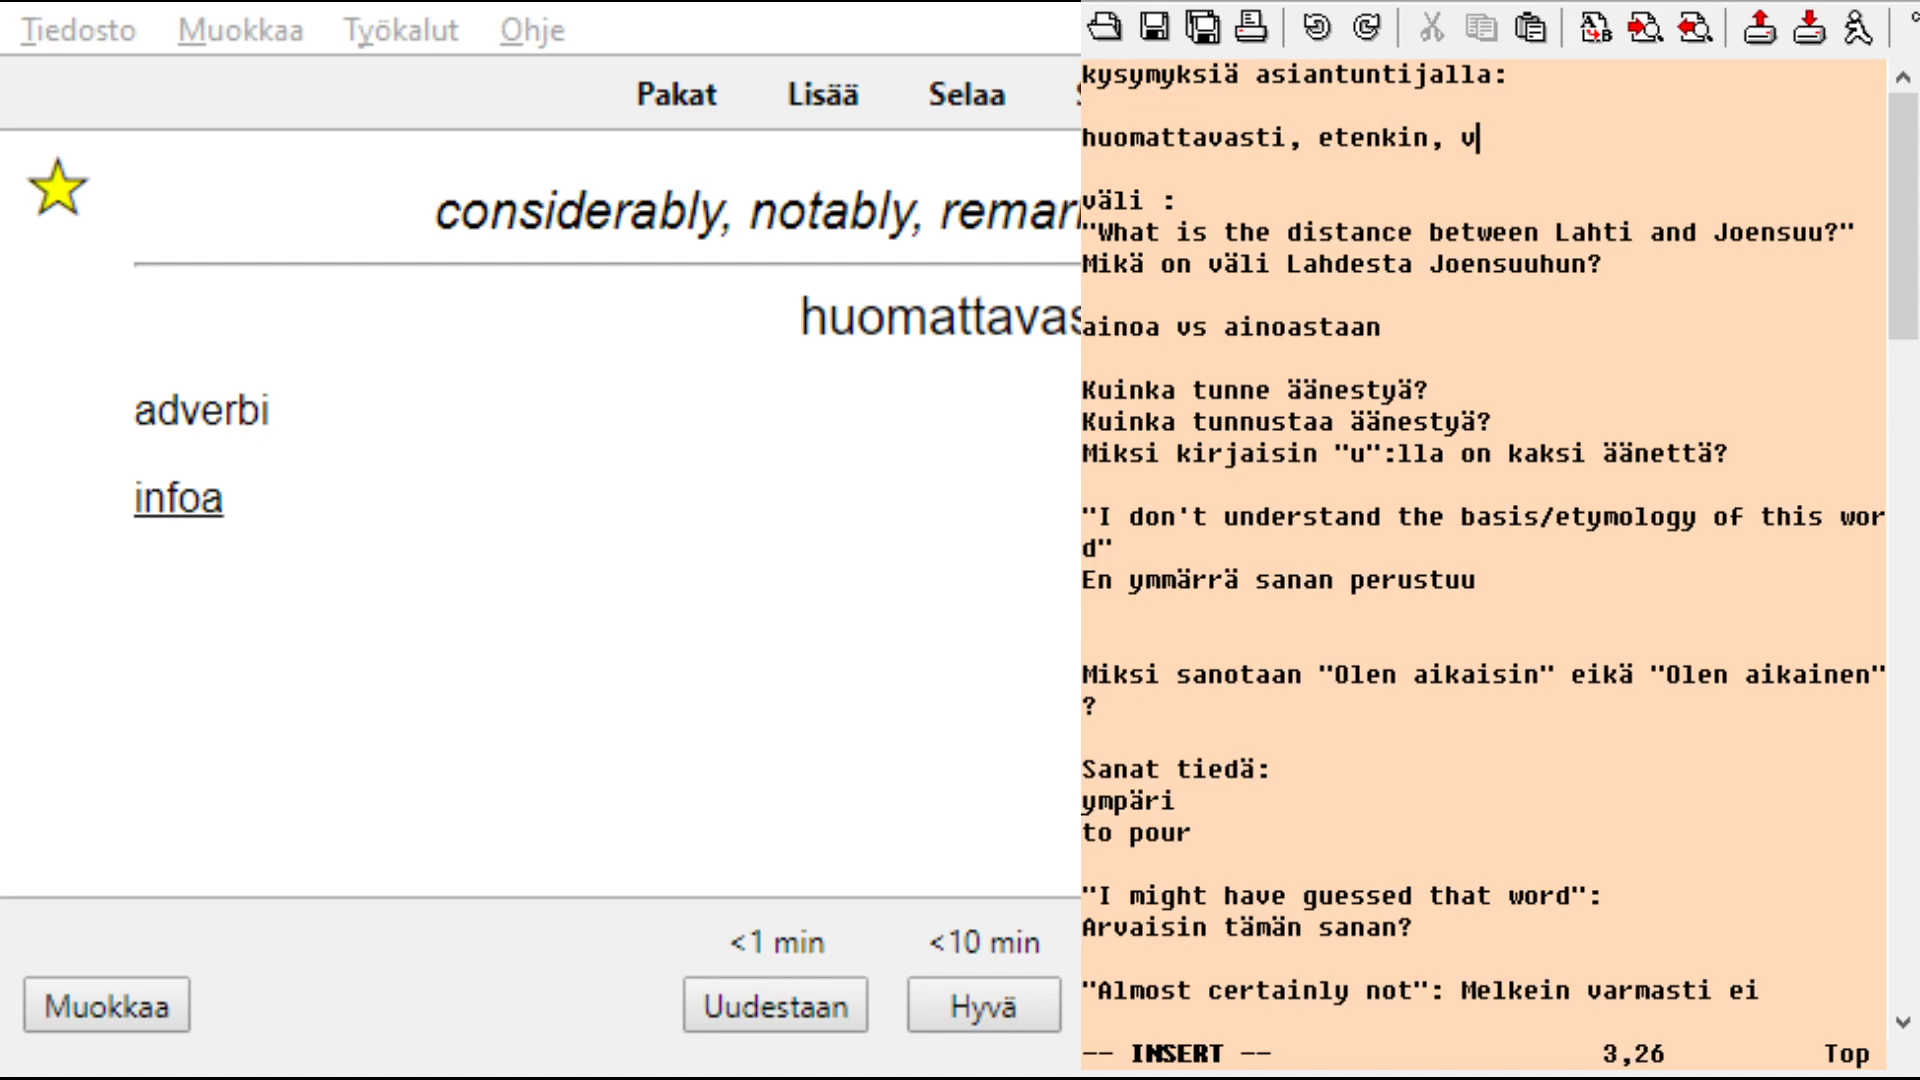 Tiedosto Muokkaa Työkalut Ohje
Pakat Lisää Selaa
considerably, notably,
adverbi
infoa
<1 min <10 min
Muokkaa Uudestaan Hyvä
kysymyksiä asiantuntijalla:
huomattavasti, etenkin, v
väli :
"What is the distance between Lahti and Joensuu?"
Mikä on väli Lahdesta Joensuuhun?
ainoa vs ainoastaan
Kuinka tunne äänestyä?
Kuinka tunnustaa äänestyä?
Miksi kirjaisin "u":lla on kaksi äänettä?
"I don't understand the basis/etymology of this wor
d"
En ymmärrä sanan perustuu
Miksi sanotaan "Olen aikaisin" eikä "Olen aikainen"
?
Sanat tiedä:
ympäri
to pour
"I might have guessed that word":
Arvaisin tämän sanan?
"Almost certainly not": Melkein varmasti ei
-- INSERT -- 3,26 Top